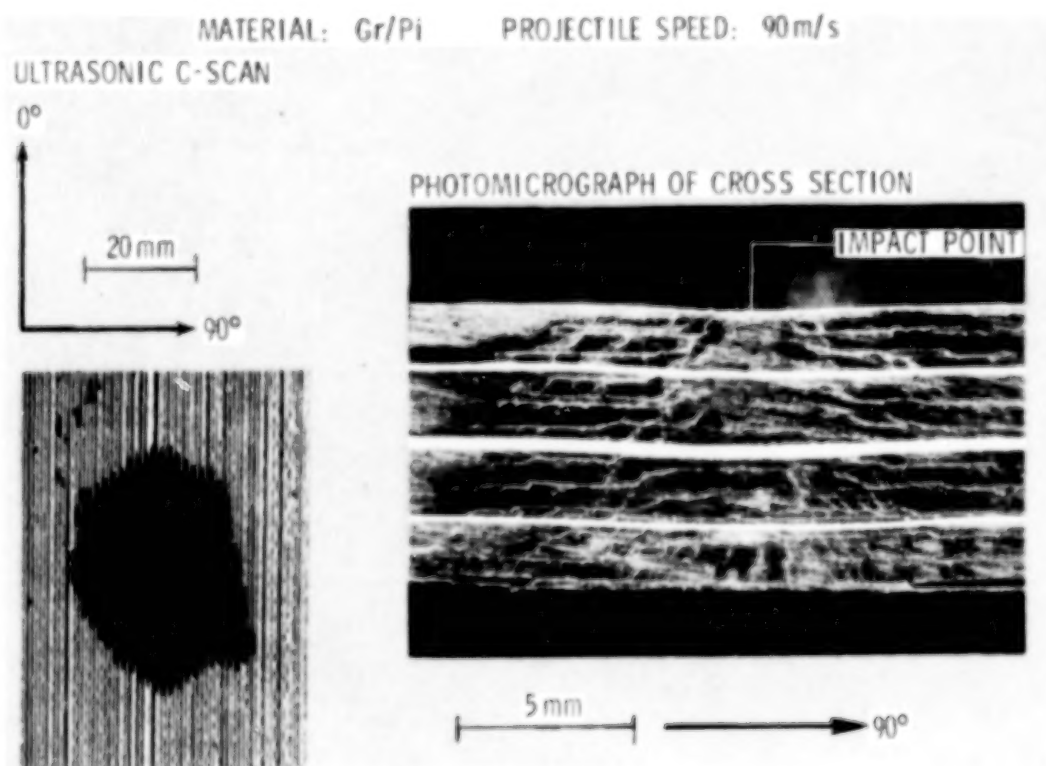 MATERIAL: Gr/Pi PROJECTILE SPEED: 90 m/s
ULTRASONIC C-SCAN
0°
20 mm
90°
PHOTOMICROGRAPH OF CROSS SECTION
IMPACT POINT
5 mm
90°